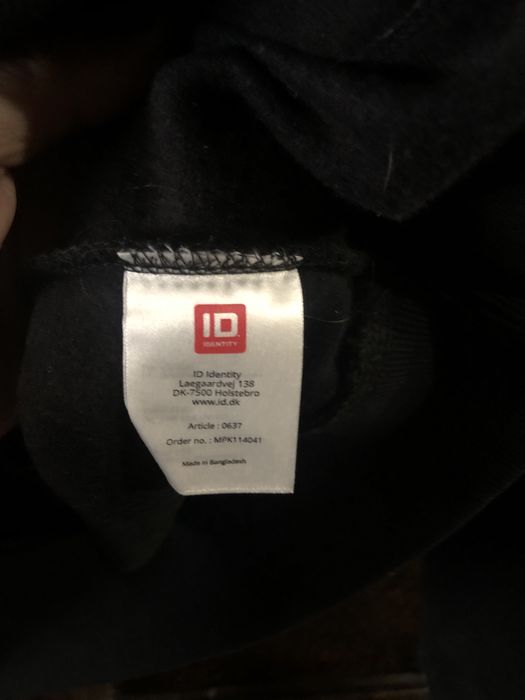 ID
IDENTITY
ID Identity
Laegaardvej 138
DK-7500 Holstebro
www.id.dk
Article : 0637
Order no. : MPK114041
Made in Bangladesh